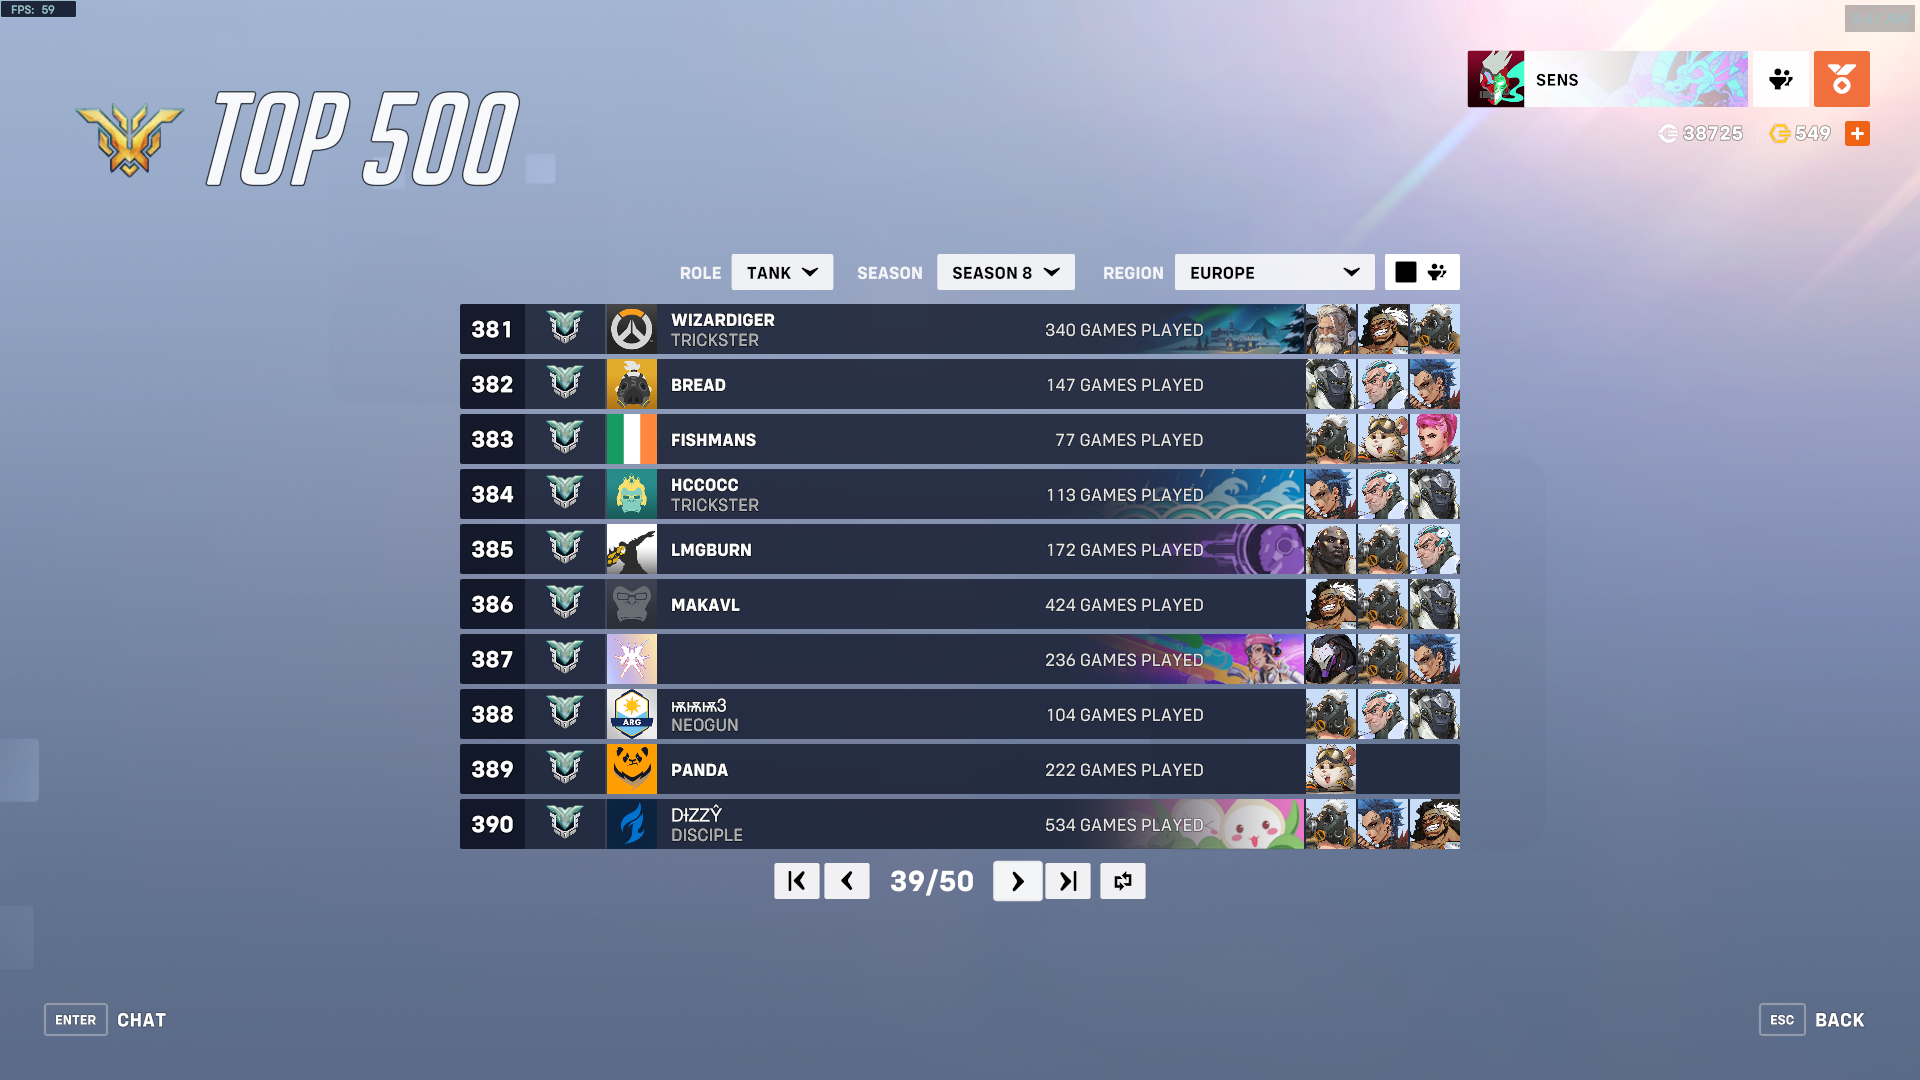 FPS: 59
TOP 500
SENS
38725
549
ROLE TANK SEASON SEASON 8 REGION EUROPE
381 WIZARDIGER 340 GAMES PLAYED
TRICKSTER
382 BREAD 147 GAMES PLAYED
383 FISHMANS 77 GAMES PLAYED
384 HCCOCC 113 GAMES PLAYED
TRICKSTER
385 LMGBURN 172 GAMES PLAYED
386 MAKAVL 424 GAMES PLAYED
387 236 GAMES PLAYED
388 ARG ѭѭѭ3 104 GAMES PLAYED
NEOGUN
389 PANDA 222 GAMES PLAYED
390 DƗZZŶ 534 GAMES PLAYED
DISCIPLE
39/50
ENTER CHAT
ESC BACK